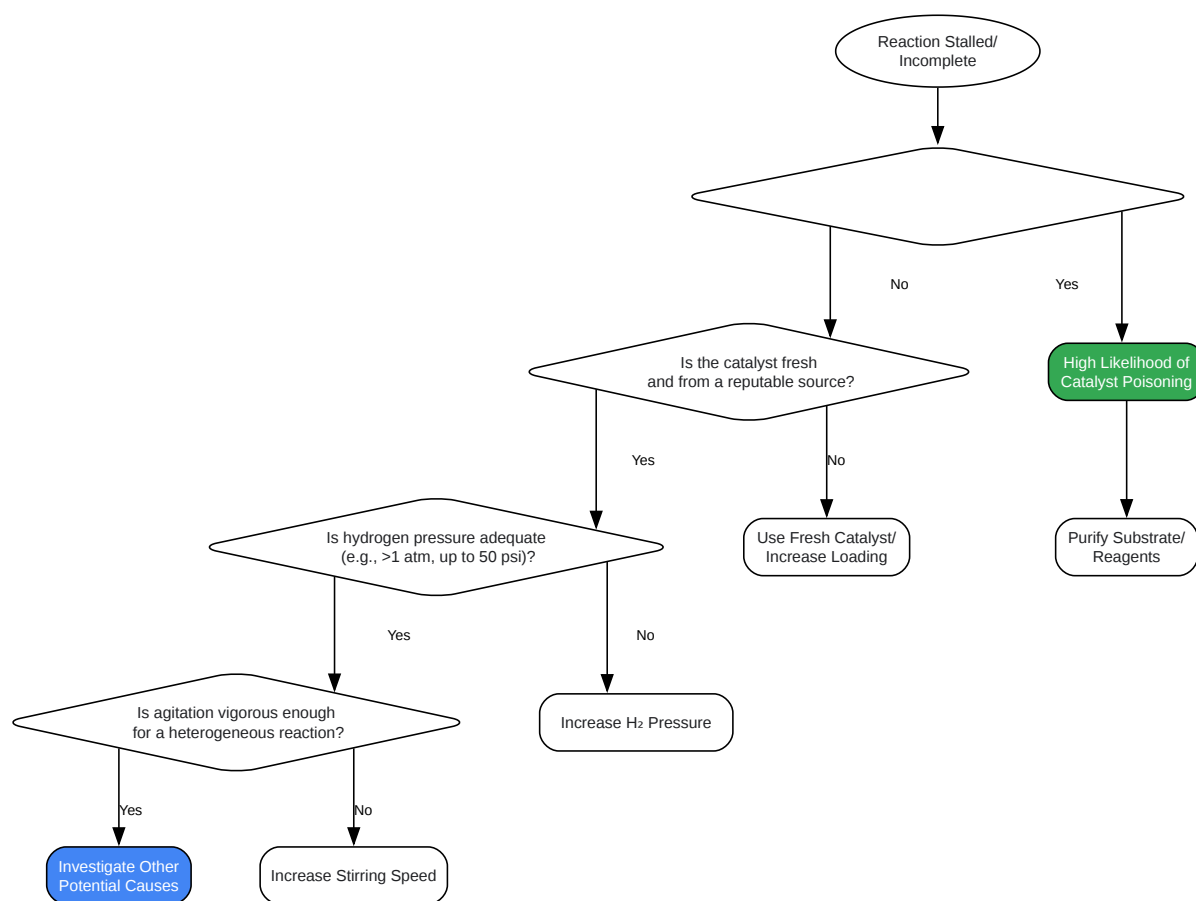 Reaction Stalled/
Incomplete
No
Yes
Is the catalyst fresh
and from a reputable source?
High Likelihood of
Catalyst Poisoning
Yes
No
Is hydrogen pressure adequate
(e.g., >1 atm, up to 50 psi)?
Use Fresh Catalyst/
Increase Loading
Purify Substrate/
Reagents
Yes
No
Is agitation vigorous enough
for a heterogeneous reaction?
Increase H₂ Pressure
Yes
No
Investigate Other
Potential Causes
Increase Stirring Speed